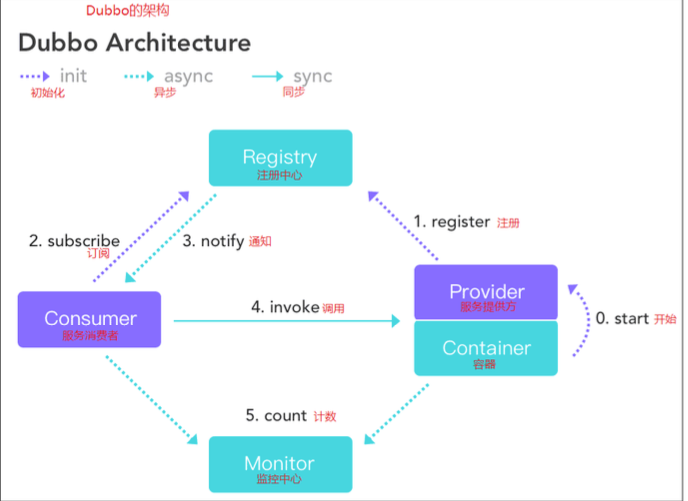 Dubbo的架构
Dubbo Architecture
init
async
sync
初始化
异步
同步
Registry
注册中心
1. register 注册
2. subscribe
订阅
3. notify 通知
Provider
服务提供方
Consumer
服务消费者
4. invoke 调用
0. start 开始
Container
容器
5. count 计数
Monitor
监控中心